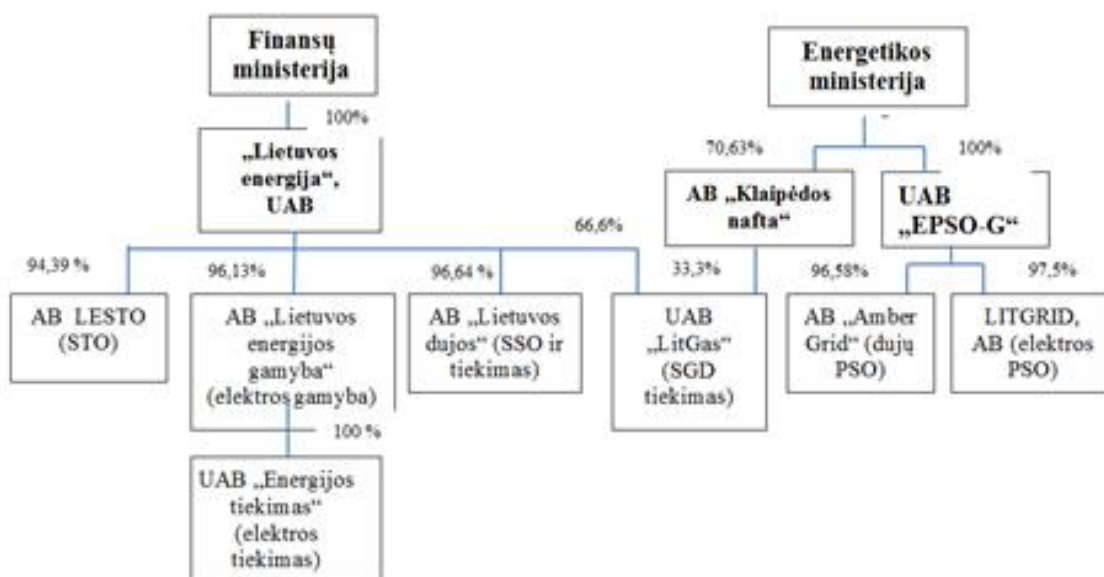 Finansų
ministerija
Energetikos
ministerija
100%
„Lietuvos
energija“,
UAB
70,63%
100%
AB „Klaipėdos
nafta“
UAB
„EPSO-G“
66,6%
94,39 %
96,13%
96,64 %
33,3%
96,58%
97,5%
AB LESTO
(STO)
AB „Lietuvos
energijos
gamyba“
(elektros gamyba)
AB „Lietuvos
dujos“ (SSO ir
tiekimas)
UAB
„LitGas“
(SGD
tiekimas)
AB „Amber
Grid“ (dujų
PSO)
LITGRID,
AB (elektros
PSO)
100 %
UAB „Energijos
tiekimas“
(elektros
tiekimas)